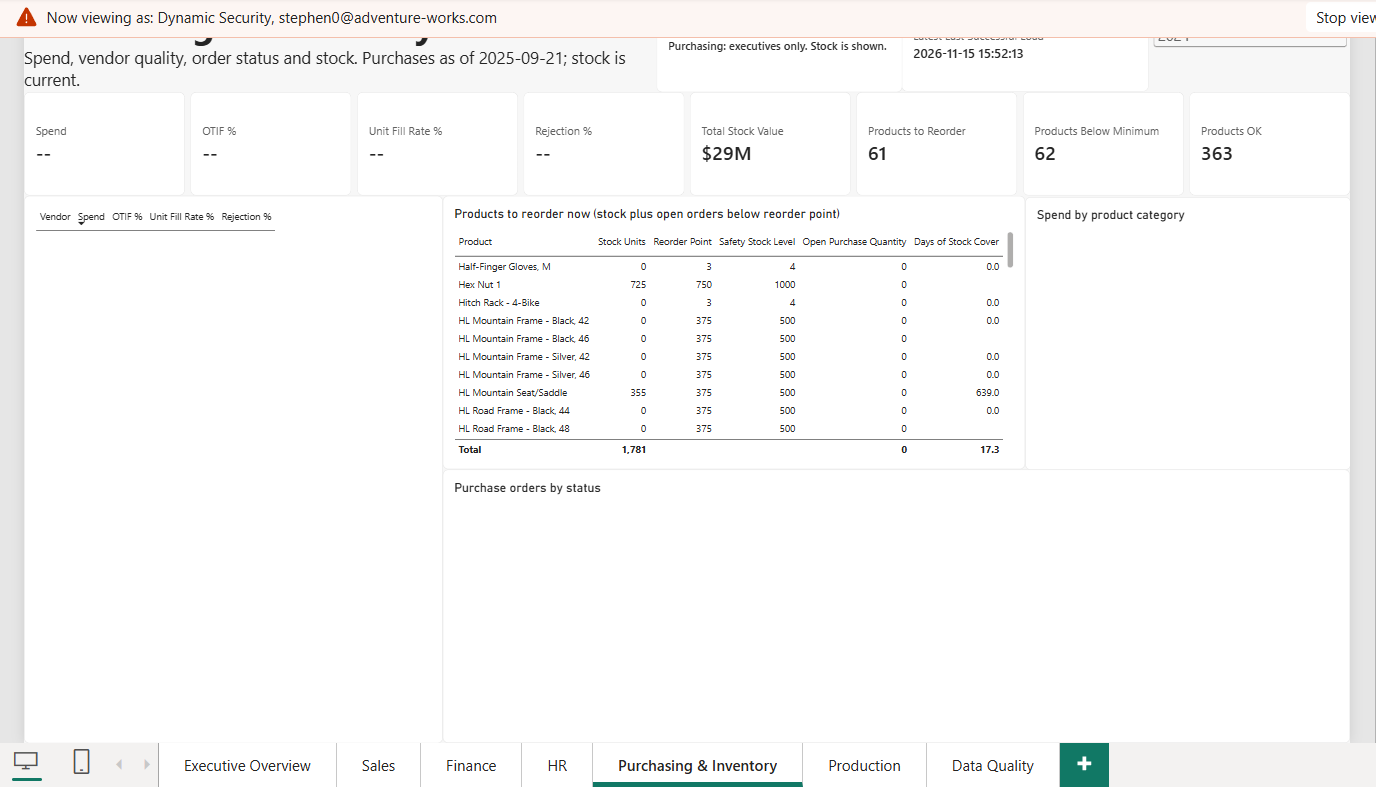 Now viewing as: Dynamic Security, stephen0@adventure-works.com
Stop view
Spend, vendor quality, order status and stock. Purchases as of 2025-09-21; stock is
current.
Purchasing: executives only. Stock is shown.
2026-11-15 15:52:13
Spend
--
OTIF %
--
Unit Fill Rate %
--
Rejection %
--
Total Stock Value
$29M
Products to Reorder
61
Products Below Minimum
62
Products OK
363
Vendor Spend OTIF % Unit Fill Rate % Rejection %
Products to reorder now (stock plus open orders below reorder point)
Product Stock Units Reorder Point Safety Stock Level Open Purchase Quantity Days of Stock Cover
Half-Finger Gloves, M 0 3 4 0 0.0
Hex Nut 1 725 750 1000 0
Hitch Rack - 4-Bike 0 3 4 0 0.0
HL Mountain Frame - Black, 42 0 375 500 0 0.0
HL Mountain Frame - Black, 46 0 375 500 0
HL Mountain Frame - Silver, 42 0 375 500 0 0.0
HL Mountain Frame - Silver, 46 0 375 500 0 0.0
HL Mountain Seat/Saddle 355 375 500 0 639.0
HL Road Frame - Black, 44 0 375 500 0 0.0
HL Road Frame - Black, 48 0 375 500 0
Total 1,781 0 17.3
Spend by product category
Purchase orders by status
Executive Overview
Sales
Finance
HR
Purchasing & Inventory
Production
Data Quality
+